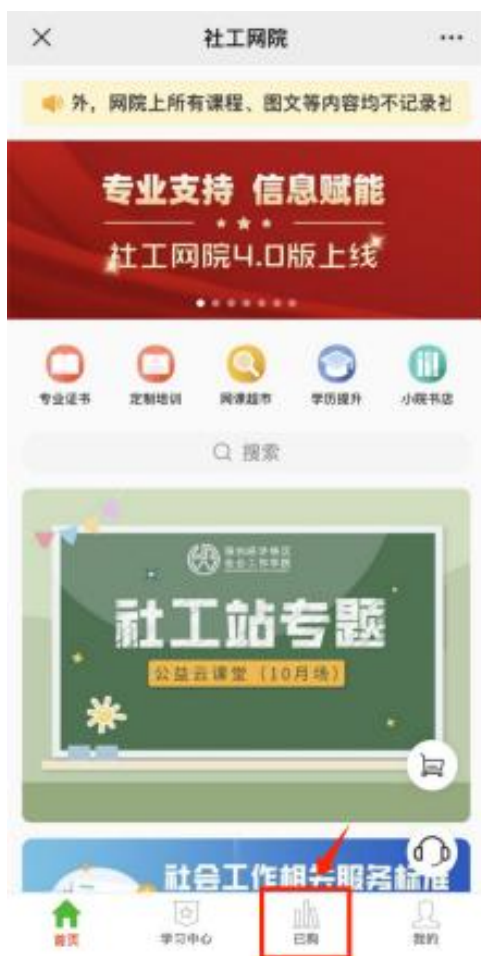 社工网院
外，网院上所有课程、图文等内容均不记录社
专业支持 信息赋能
社工网院4.0版上线
专业证书 定制培训 网课超市 学历提升 小院书店
搜索
社工站专题
公益云课堂（10月场）
社会工作相关服务标准
首页 学习中心 已购 我的